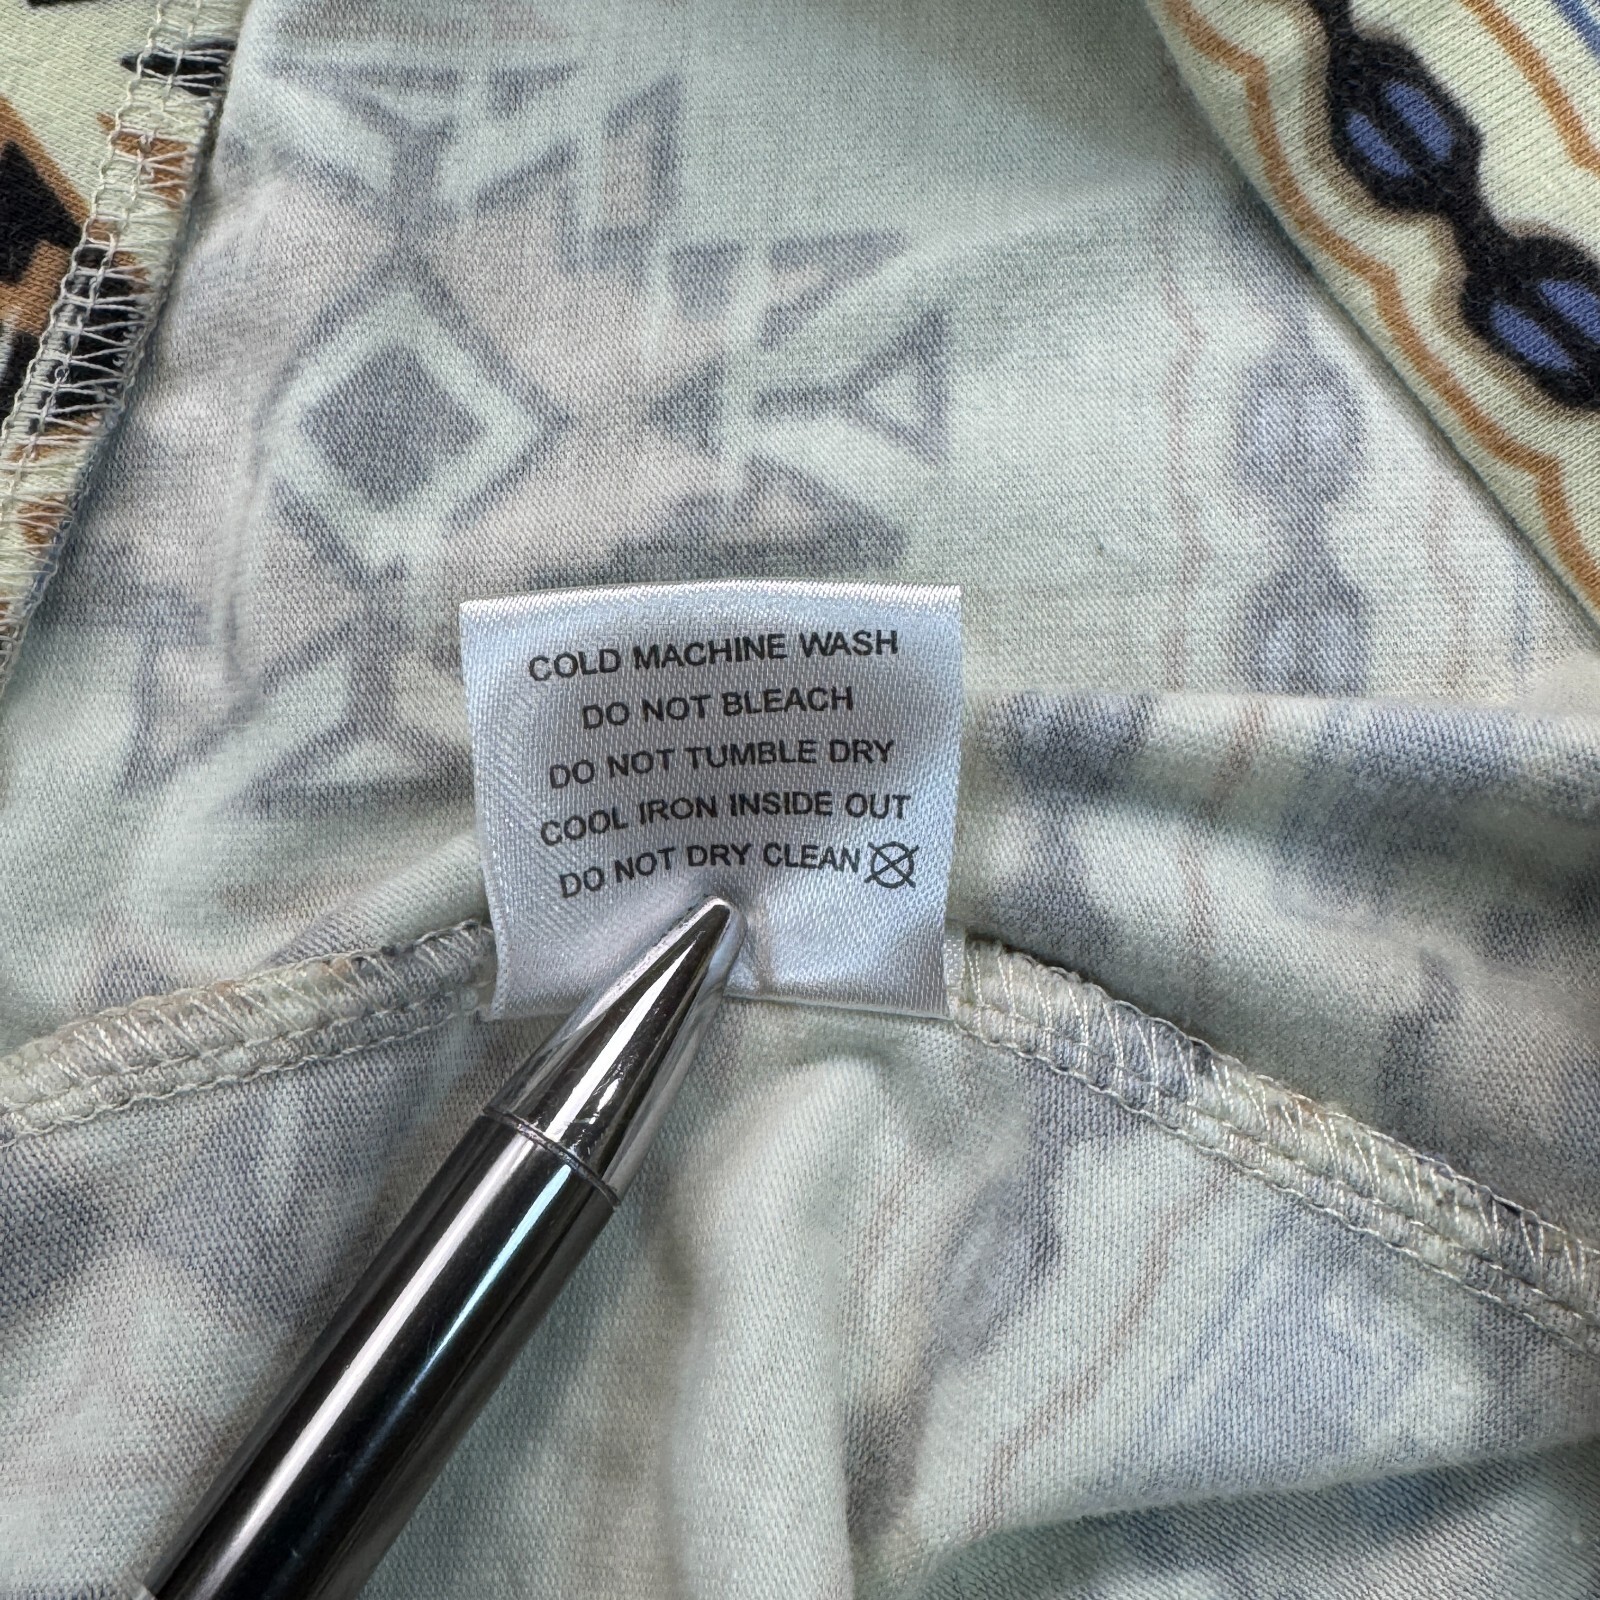 COLD MACHINE WASH
DO NOT BLEACH
DO NOT TUMBLE DRY
COOL IRON INSIDE OUT
DO NOT DRY CLEAN